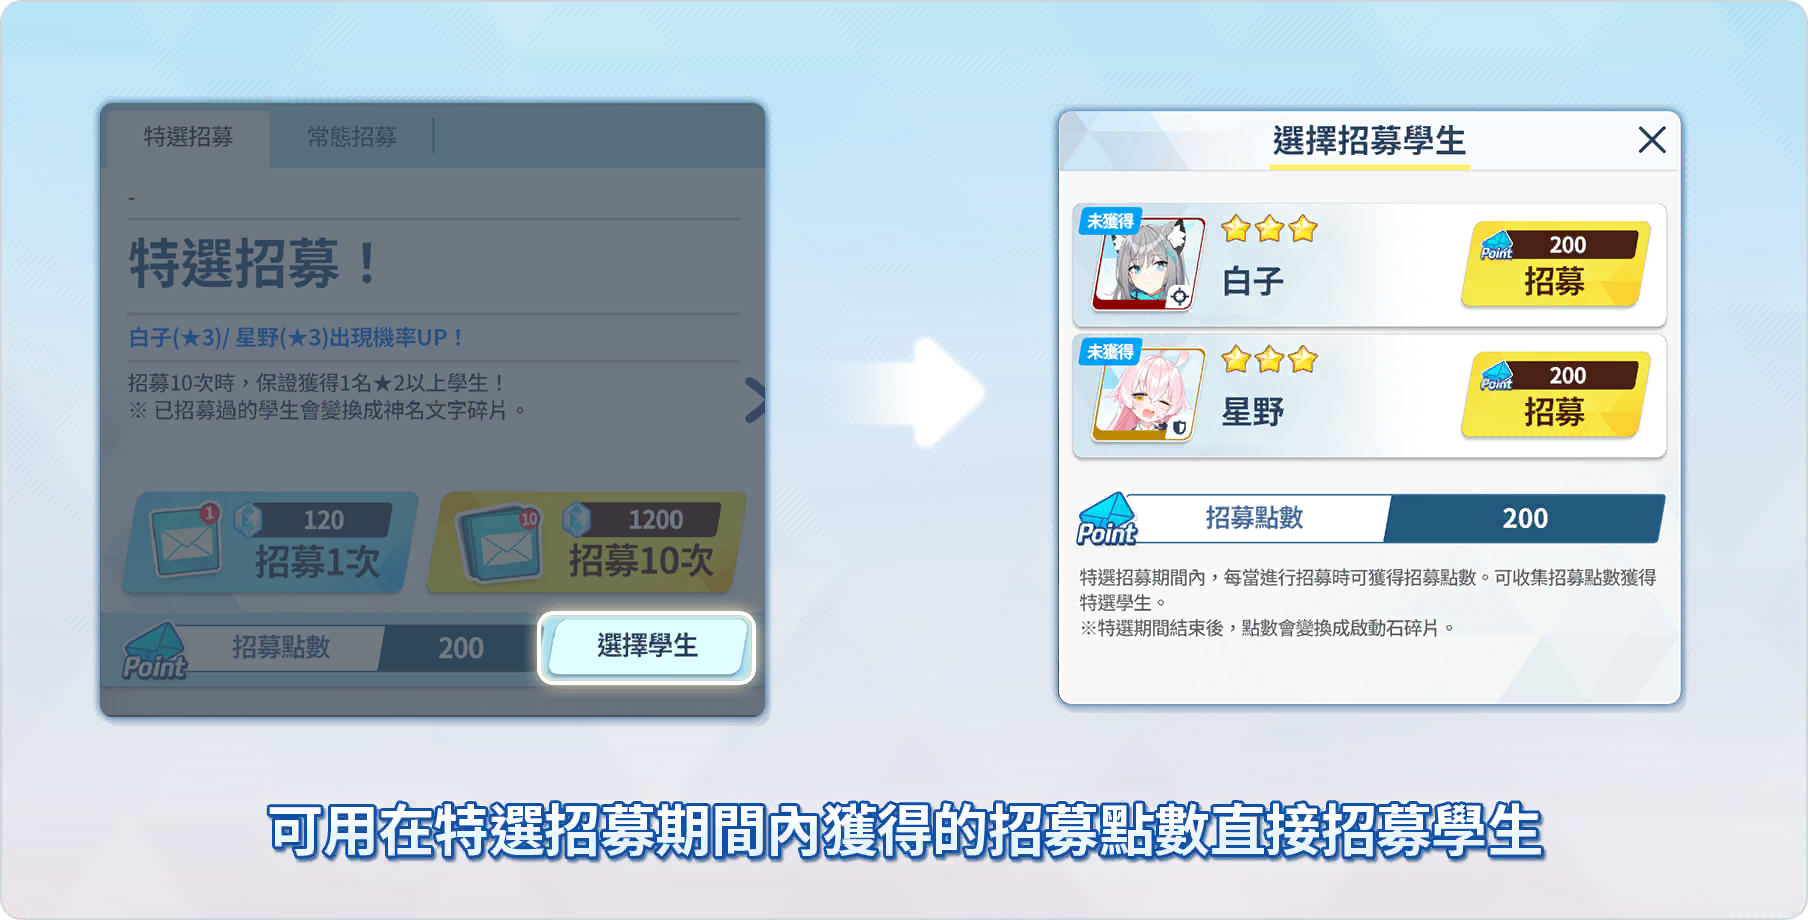 特選招募
常態招募
-
特選招募！
白子(★3)/ 星野(★3)出現機率UP！
招募10次時，保證獲得1名★2以上學生！
※ 已招募過的學生會變換成神名文字碎片。
1
120
招募1次
10
1200
招募10次
Point
招募點數
200
選擇學生
選擇招募學生
未獲得
白子
Point
200
招募
未獲得
星野
Point
200
招募
Point
招募點數
200
特選招募期間內，每當進行招募時可獲得招募點數。可收集招募點數獲得
特選學生。
※特選期間結束後，點數會變換成啟動石碎片。
可用在特選招募期間內獲得的招募點數直接招募學生